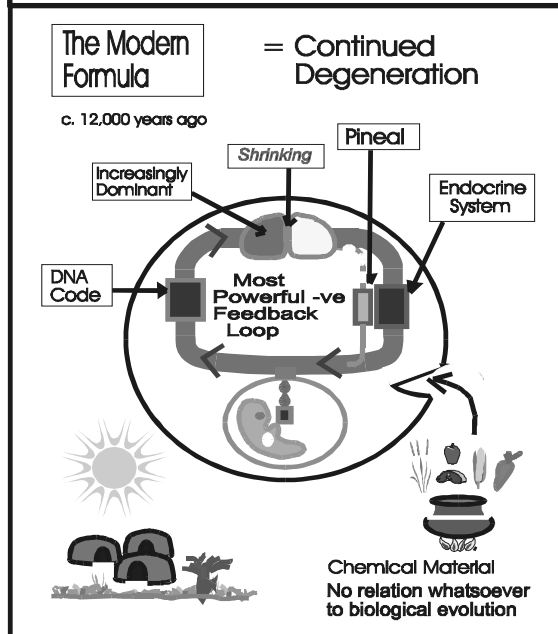 The Modern
Formula
= Continued
Degeneration
c. 12,000 years ago
Pineal
Shrinking
Increasingly
Dominant
Endocrine
System
DNA
Code
Most
Powerful -ve
Feedback
Loop
Chemical Material
No relation whatsoever
to biological evolution